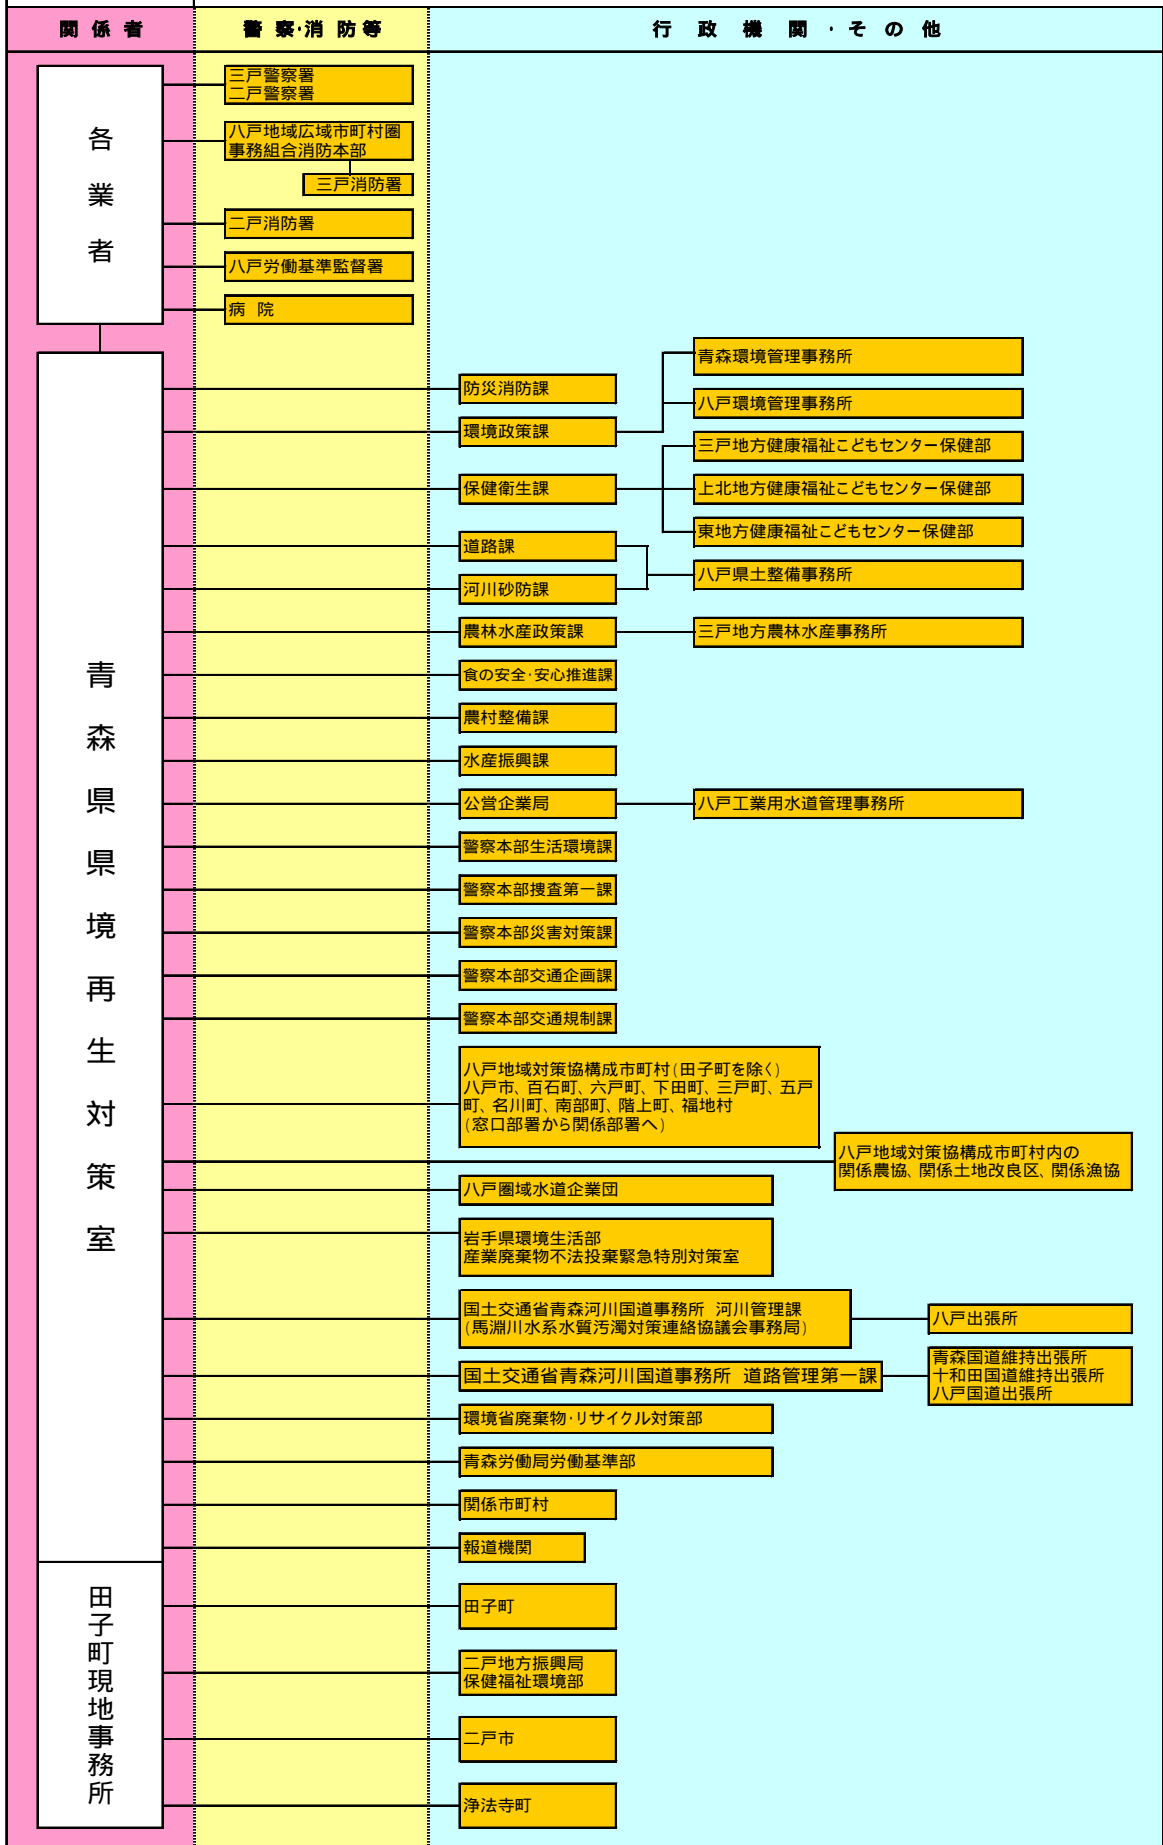 関係者
警察・消防等
行政機関・その他
各業者
三戸警察署
二戸警察署
八戸地域広域市町村圏
事務組合消防本部
三戸消防署
二戸消防署
八戸労働基準監督署
病 院
青森県県境再生対策室
防災消防課
環境政策課
青森環境管理事務所
八戸環境管理事務所
保健衛生課
三戸地方健康福祉こどもセンター保健部
上北地方健康福祉こどもセンター保健部
東地方健康福祉こどもセンター保健部
道路課
河川砂防課
八戸県土整備事務所
農林水産政策課
三戸地方農林水産事務所
食の安全・安心推進課
農村整備課
水産振興課
公営企業局
八戸工業用水道管理事務所
警察本部生活環境課
警察本部捜査第一課
警察本部災害対策課
警察本部交通企画課
警察本部交通規制課
八戸地域対策協構成市町村(田子町を除く)
八戸市、百石町、六戸町、下田町、三戸町、五戸
町、名川町、南部町、階上町、福地村
(窓口部署から関係部署へ)
八戸地域対策協構成市町村内の
関係農協、関係土地改良区、関係漁協
八戸圏域水道企業団
岩手県環境生活部
産業廃棄物不法投棄緊急特別対策室
国土交通省青森河川国道事務所 河川管理課
(馬淵川水系水質汚濁対策連絡協議会事務局)
八戸出張所
国土交通省青森河川国道事務所 道路管理第一課
青森国道維持出張所
十和田国道維持出張所
八戸国道出張所
環境省廃棄物・リサイクル対策部
青森労働局労働基準部
関係市町村
報道機関
田子町現地事務所
田子町
二戸地方振興局
保健福祉環境部
二戸市
浄法寺町